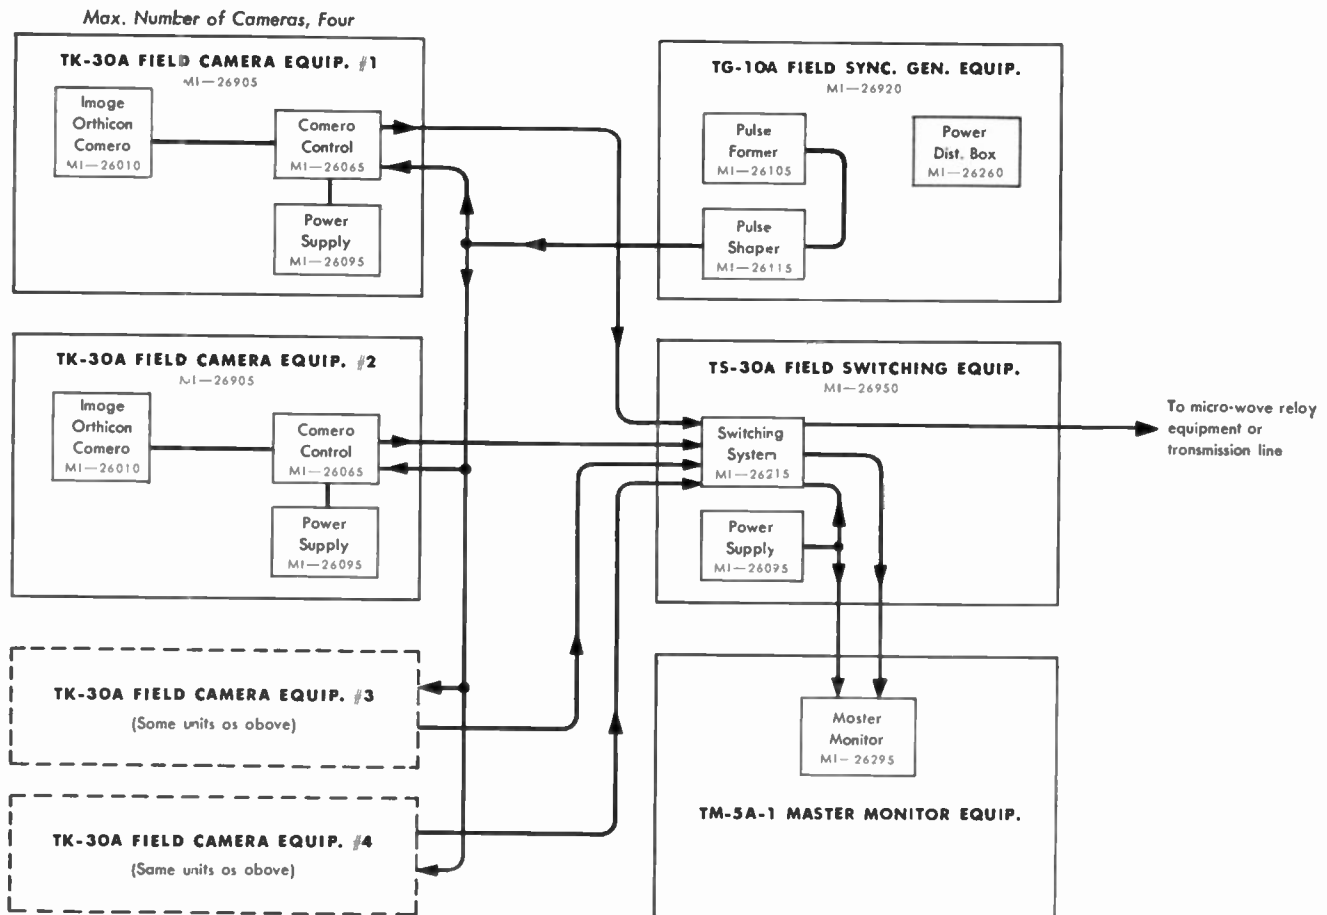 Max. Number of Cameras, Four
TK-30A FIELD CAMERA EQUIP. #1
MI-26905
Image
Orthicon
Comero
MI-26010
Comero
Control
MI-26065
Power
Supply
MI-26095
TG-10A FIELD SYNC. GEN. EQUIP.
MI-26920
Pulse
Former
MI-26105
Power
Dist. Box
MI-26260
Pulse
Shaper
MI-26115
TK-30A FIELD CAMERA EQUIP. #2
MI-26905
Image
Orthicon
Comero
MI-26010
Comero
Control
MI-26065
Power
Supply
MI-26095
TS-30A FIELD SWITCHING EQUIP.
MI-26950
Switching
System
MI-26215
Power
Supply
MI-26095
To micro-wave reloy
equipment or
transmission line
TK-30A FIELD CAMERA EQUIP. #3
(Some units os above)
TK-30A FIELD CAMERA EQUIP. #4
(Same units os above)
Moster
Monitor
MI-26295
TM-5A-1 MASTER MONITOR EQUIP.